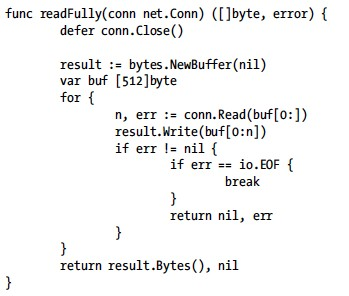 func readFully(conn net.Conn) ([]byte, error) {
        defer conn.Close()

        result := bytes.NewBuffer(nil)
        var buf [512]byte
        for {
                n, err := conn.Read(buf[0:])
                result.Write(buf[0:n])
                if err != nil {
                        if err == io.EOF {
                                break
                        }
                        return nil, err
                }
        }
        return result.Bytes(), nil
}